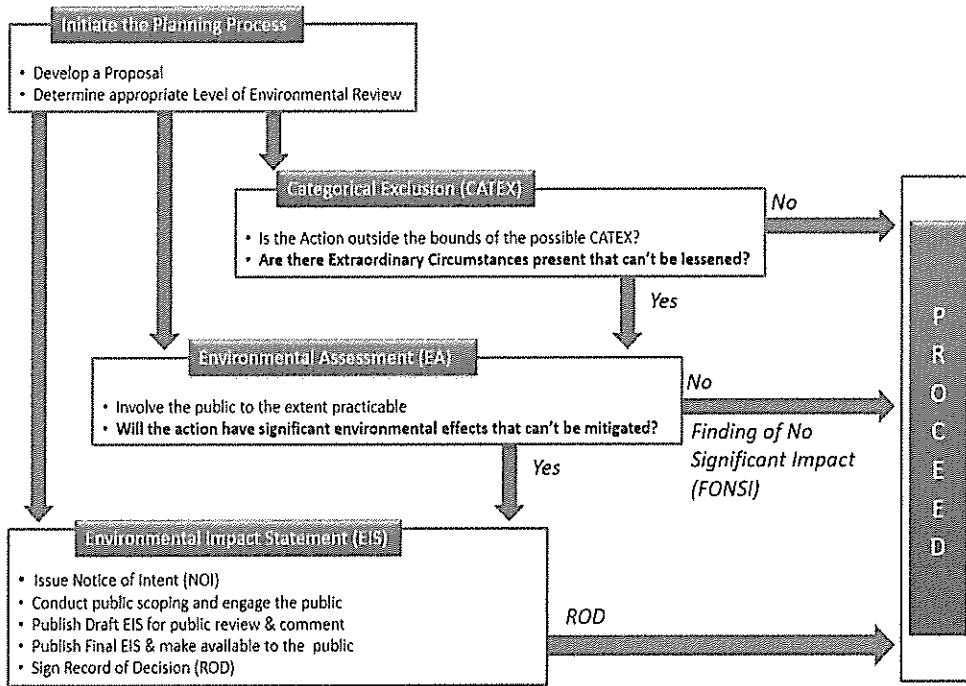 Initiate the Planning Process
• Develop a Proposal
• Determine appropriate Level of Environmental Review
Categorical Exclusion (CATEX)
• Is the Action outside the bounds of the possible CATEX?
• Are there Extraordinary Circumstances present that can't be lessened?
No
Yes
Environmental Assessment (EA)
• Involve the public to the extent practicable
• Will the action have significant environmental effects that can't be mitigated?
No
Finding of No
Significant Impact
(FONSI)
Yes
Environmental Impact Statement (EIS)
• Issue Notice of Intent (NOI)
• Conduct public scoping and engage the public
• Publish Draft EIS for public review & comment
• Publish Final EIS & make available to the public
• Sign Record of Decision (ROD)
ROD
PROCEED